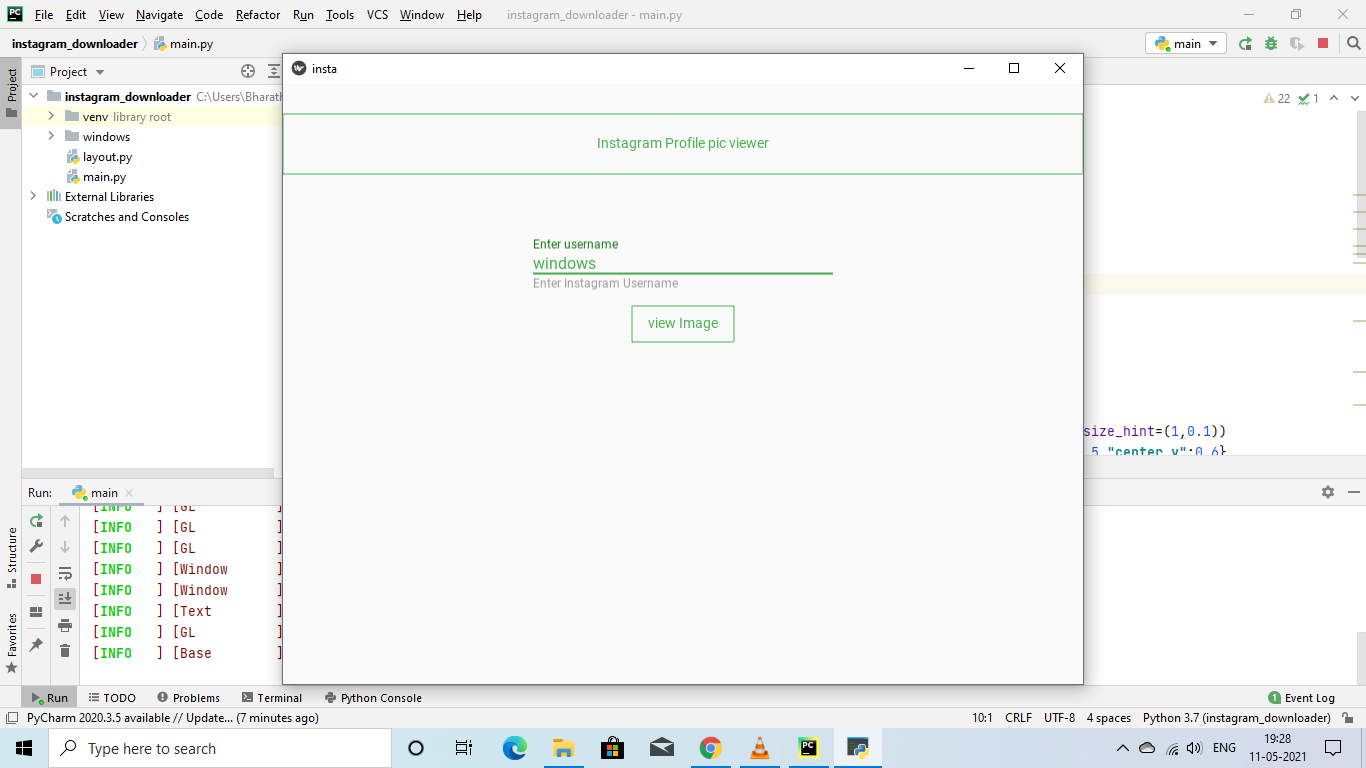 File Edit View Navigate Code Refactor Run Tools VCS Window Help instagram_downloader - main.py
instagram_downloader main.py main
Project
Project
insta
instagram_downloader C:\Users\Bharath
22 1
venv library root
windows
layout.py
main.py
External Libraries
Scratches and Consoles
Instagram Profile pic viewer
Enter username
windows
Enter Instagram Username
view Image
size_hint=(1,0.1))
5,"center_y":0.6}
Run: main
[INFO ] [GL ]
[INFO ] [GL ]
[INFO ] [GL ]
[INFO ] [Window ]
[INFO ] [Window ]
[INFO ] [Text ]
[INFO ] [GL ]
[INFO ] [Base ]
Structure
Favorites
Run TODO Problems Terminal Python Console 1 Event Log
PyCharm 2020.3.5 available // Update... (7 minutes ago) 10:1 CRLF UTF-8 4 spaces Python 3.7 (instagram_downloader)
Type here to search
ENG 19:28
11-05-2021